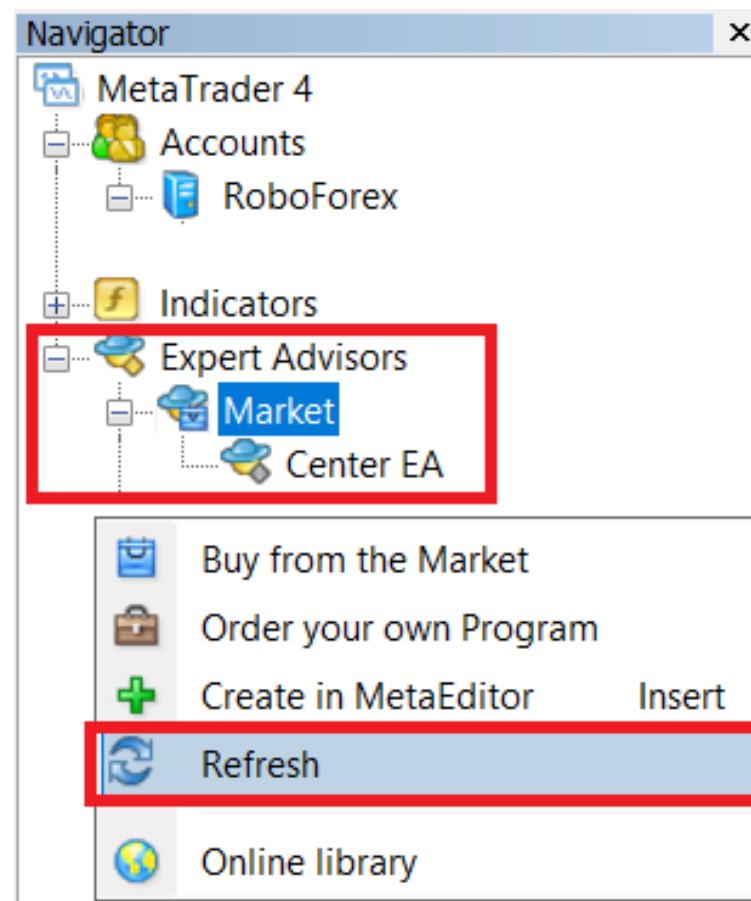 Navigator
MetaTrader 4
Accounts
RoboForex
Indicators
Expert Advisors
Market
Center EA
Buy from the Market
Order your own Program
Create in MetaEditor Insert
Refresh
Online library